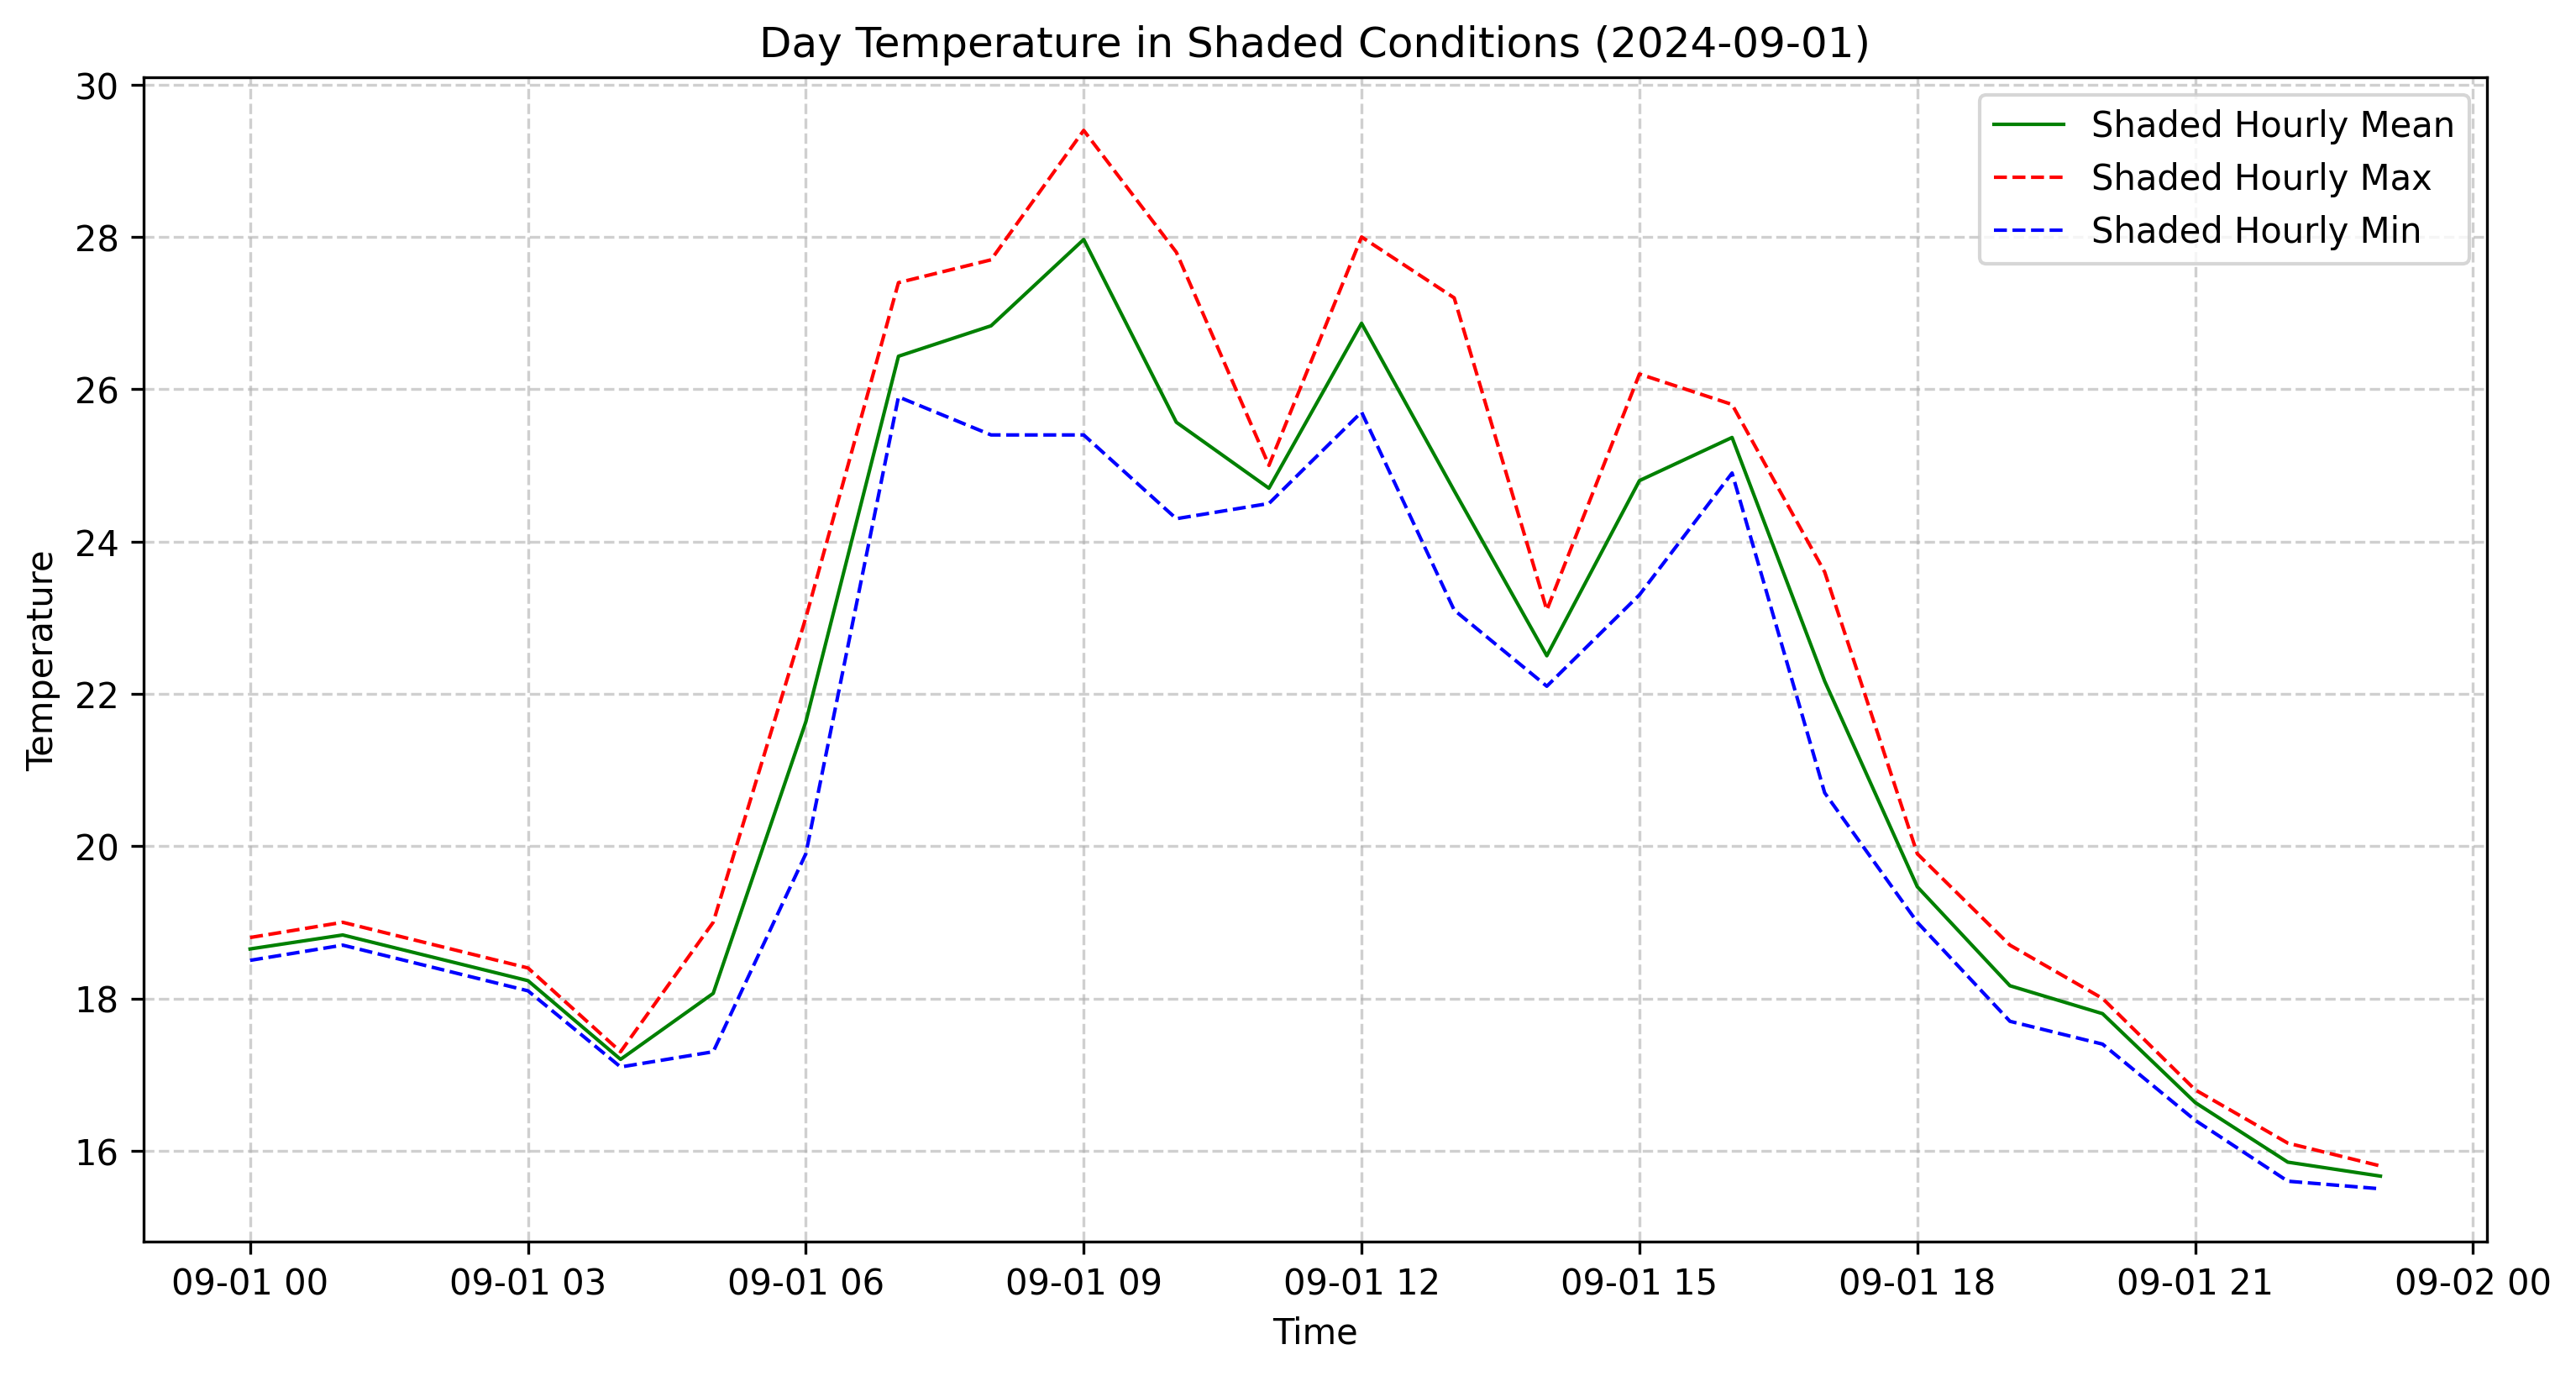 Day Temperature in Shaded Conditions (2024-09-01)
Shaded Hourly Mean
Shaded Hourly Max
Shaded Hourly Min
Temperature
30
28
26
24
22
20
18
16
09-01 00 09-01 03 09-01 06 09-01 09 09-01 12 09-01 15 09-01 18 09-01 21 09-02 00
Time